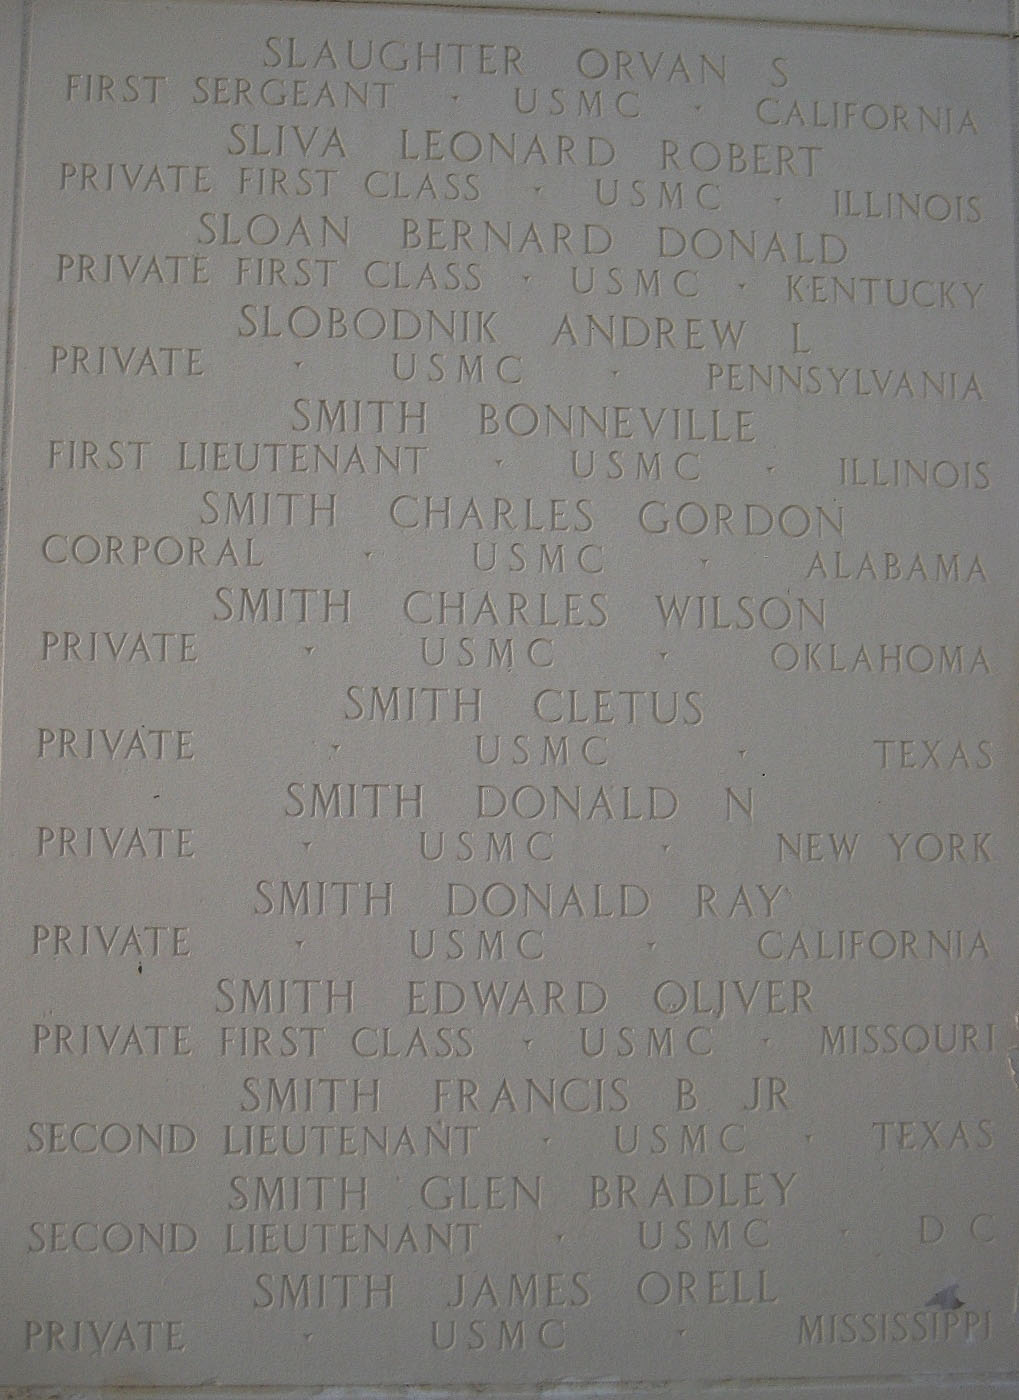 SLAUGHTER ORVAN S
FIRST SERGEANT · USMC · CALIFORNIA
SLIVA LEONARD ROBERT
PRIVATE FIRST CLASS · USMC · ILLINOIS
SLOAN BERNARD DONALD
PRIVATE FIRST CLASS · USMC · KENTUCKY
SLOBODNIK ANDREW L
PRIVATE · USMC · PENNSYLVANIA
SMITH BONNEVILLE
FIRST LIEUTENANT · USMC · ILLINOIS
SMITH CHARLES GORDON
CORPORAL · USMC · ALABAMA
SMITH CHARLES WILSON
PRIVATE · USMC · OKLAHOMA
SMITH CLETUS
PRIVATE · USMC · TEXAS
SMITH DONALD N
PRIVATE · USMC · NEW YORK
SMITH DONALD RAY
PRIVATE · USMC · CALIFORNIA
SMITH EDWARD OLIVER
PRIVATE FIRST CLASS · USMC · MISSOURI
SMITH FRANCIS B JR
SECOND LIEUTENANT · USMC · TEXAS
SMITH GLEN BRADLEY
SECOND LIEUTENANT · USMC · D C
SMITH JAMES ORELL
PRIVATE · USMC · MISSISSIPPI